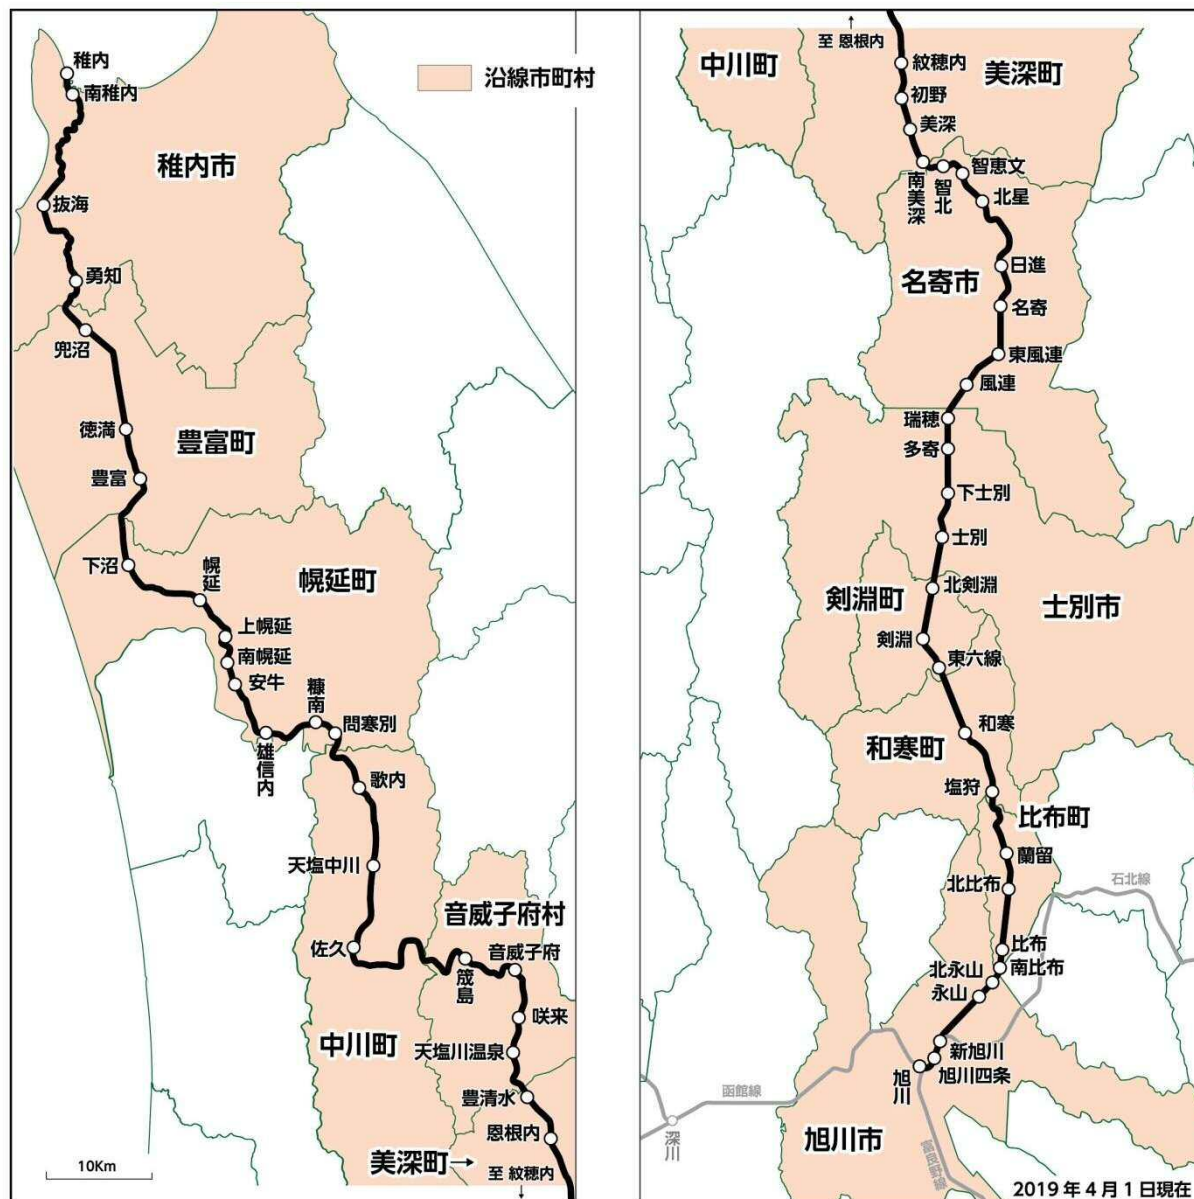 稚内
南稚内
沿線市町村
稚内市
抜海
勇知
兜沼
徳満
豊富町
豊富
下沼
幌延
幌延町
上幌延
南幌延
安牛
糠南
問寒別
雄信内
歌内
天塩中川
音威子府村
佐久
音威子府
筬島
咲来
中川町
天塩川温泉
豊清水
恩根内
美深町→
至 紋穂内
↓
10Km
↑
至 恩根内
中川町
紋穂内
美深町
初野
美深
智恵文
南美深
智北
北星
日進
名寄市
名寄
東風連
風連
瑞穂
多寄
下士別
士別
北剣淵
剣淵町
士別市
剣淵
東六線
和寒
和寒町
塩狩
比布町
蘭留
石北線
北比布
比布
北永山
南比布
永山
新旭川
旭川四条
旭川
函館線
深川
旭川市
富良野線
2019 年 4 月 1 日現在